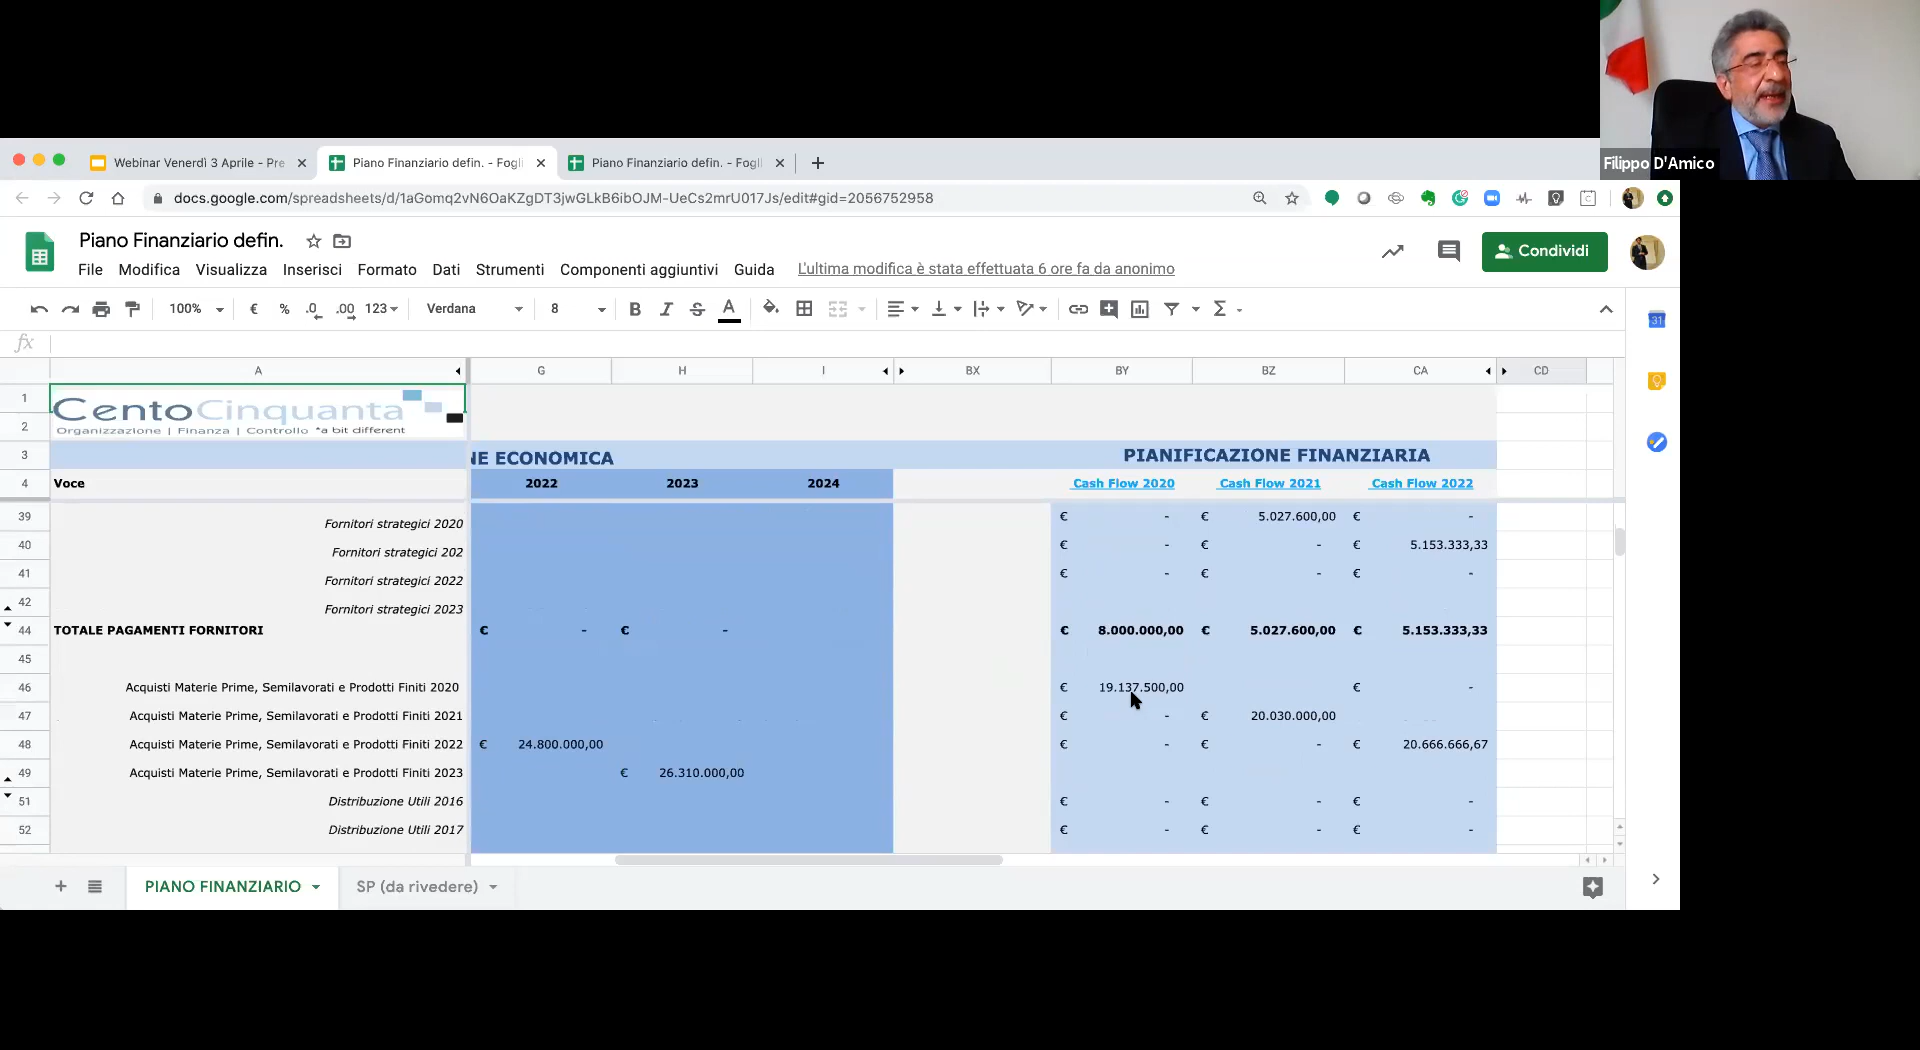 Filippo D'Amico
Webinar Venerdì 3 Aprile - Pre
Piano Finanziario defin. - Fogli
Piano Finanziario defin. - Fogli
docs.google.com/spreadsheets/d/1aGomq2vN6OaKZgDT3jwGLkB6ibOJM-UeCs2mrU017Js/edit#gid=2056752958
Piano Finanziario defin.
Condividi
File Modifica Visualizza Inserisci Formato Dati Strumenti Componenti aggiuntivi Guida L'ultima modifica è stata effettuata 6 ore fa da anonimo
100% € % .0 .00 123 Verdana 8 B I S A Σ
31
fx
A G H I BX BY BZ CA CD
1 CentoCinquanta
2 Organizzazione | Finanza | Controllo *a bit different
3 NE ECONOMICA PIANIFICAZIONE FINANZIARIA
4 Voce 2022 2023 2024 Cash Flow 2020 Cash Flow 2021 Cash Flow 2022
39 Fornitori strategici 2020 € - € 5.027.600,00 € -
40 Fornitori strategici 202 € - € - € 5.153.333,33
41 Fornitori strategici 2022 € - € - € -
42 Fornitori strategici 2023
44 TOTALE PAGAMENTI FORNITORI € - € - € 8.000.000,00 € 5.027.600,00 € 5.153.333,33
45
46 Acquisti Materie Prime, Semilavorati e Prodotti Finiti 2020 € 19.137.500,00 € -
47 Acquisti Materie Prime, Semilavorati e Prodotti Finiti 2021 € - € 20.030.000,00
48 Acquisti Materie Prime, Semilavorati e Prodotti Finiti 2022 € 24.800.000,00 € - € - € 20.666.666,67
49 Acquisti Materie Prime, Semilavorati e Prodotti Finiti 2023 € 26.310.000,00
51 Distribuzione Utili 2016 € - € - € -
52 Distribuzione Utili 2017 € - € - € -
PIANO FINANZIARIO SP (da rivedere)